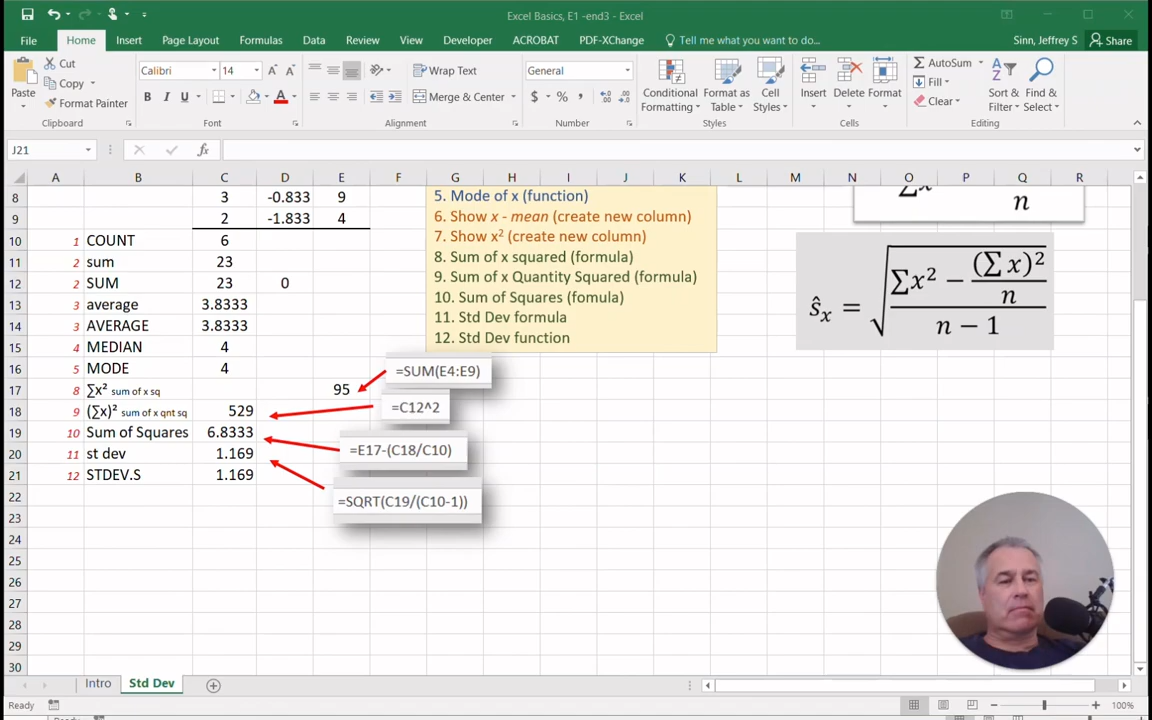 Excel Basics, E1 -end3 - Excel
File Home Insert Page Layout Formulas Data Review View Developer ACROBAT PDF-XChange Tell me what you want to do... Sinn, Jeffrey S Share
Paste
Cut
Copy
Format Painter
Clipboard
Calibri 14
B I U A
Font
Wrap Text
Merge & Center
Alignment
General
$ % ,
Number
Conditional Formatting
Format as Table
Cell Styles
Styles
Insert Delete Format
Cells
AutoSum
Fill
Clear
Sort & Filter
Find & Select
Editing
J21 fx
A B C D E F G H I J K L M N O P Q R
8 3 -0.833 9
9 2 -1.833 4
10 1 COUNT 6
11 2 sum 23
12 2 SUM 23 0
13 3 average 3.8333
14 3 AVERAGE 3.8333
15 4 MEDIAN 4
16 5 MODE 4
17 8 ∑x² sum of x sq 95
18 9 (∑x)² sum of x qnt sq 529
19 10 Sum of Squares 6.8333
20 11 st dev 1.169
21 12 STDEV.S 1.169
22
23
24
25
26
27
28
29
30
5. Mode of x (function)
6. Show x - mean (create new column)
7. Show x² (create new column)
8. Sum of x squared (formula)
9. Sum of x Quantity Squared (formula)
10. Sum of Squares (fomula)
11. Std Dev formula
12. Std Dev function
=SUM(E4:E9)
=C12^2
=E17-(C18/C10)
=SQRT(C19/(C10-1))
n
ŝx = √((∑x² − (∑x)²/n)/(n − 1))
Intro Std Dev
Ready 100%